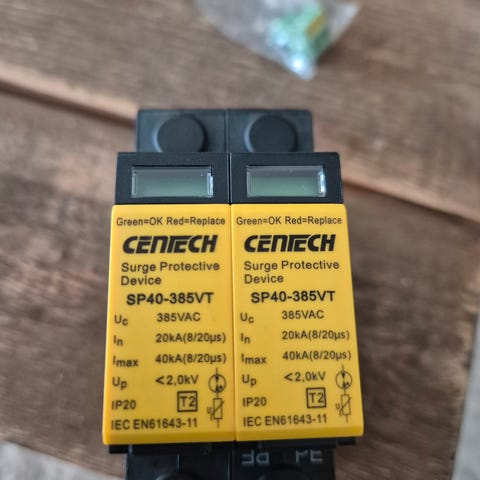 Green=OK Red=Replace
CENTECH
Surge Protective
Device
SP40-385VT
Uc 385VAC
In 20kA(8/20µs)
Imax 40kA(8/20µs)
Up <2,0kV
IP20 T2
IEC EN61643-11
Green=OK Red=Replace
CENTECH
Surge Protective
Device
SP40-385VT
Uc 385VAC
In 20kA(8/20µs)
Imax 40kA(8/20µs)
Up <2,0kV
IP20 T2
IEC EN61643-11
PE